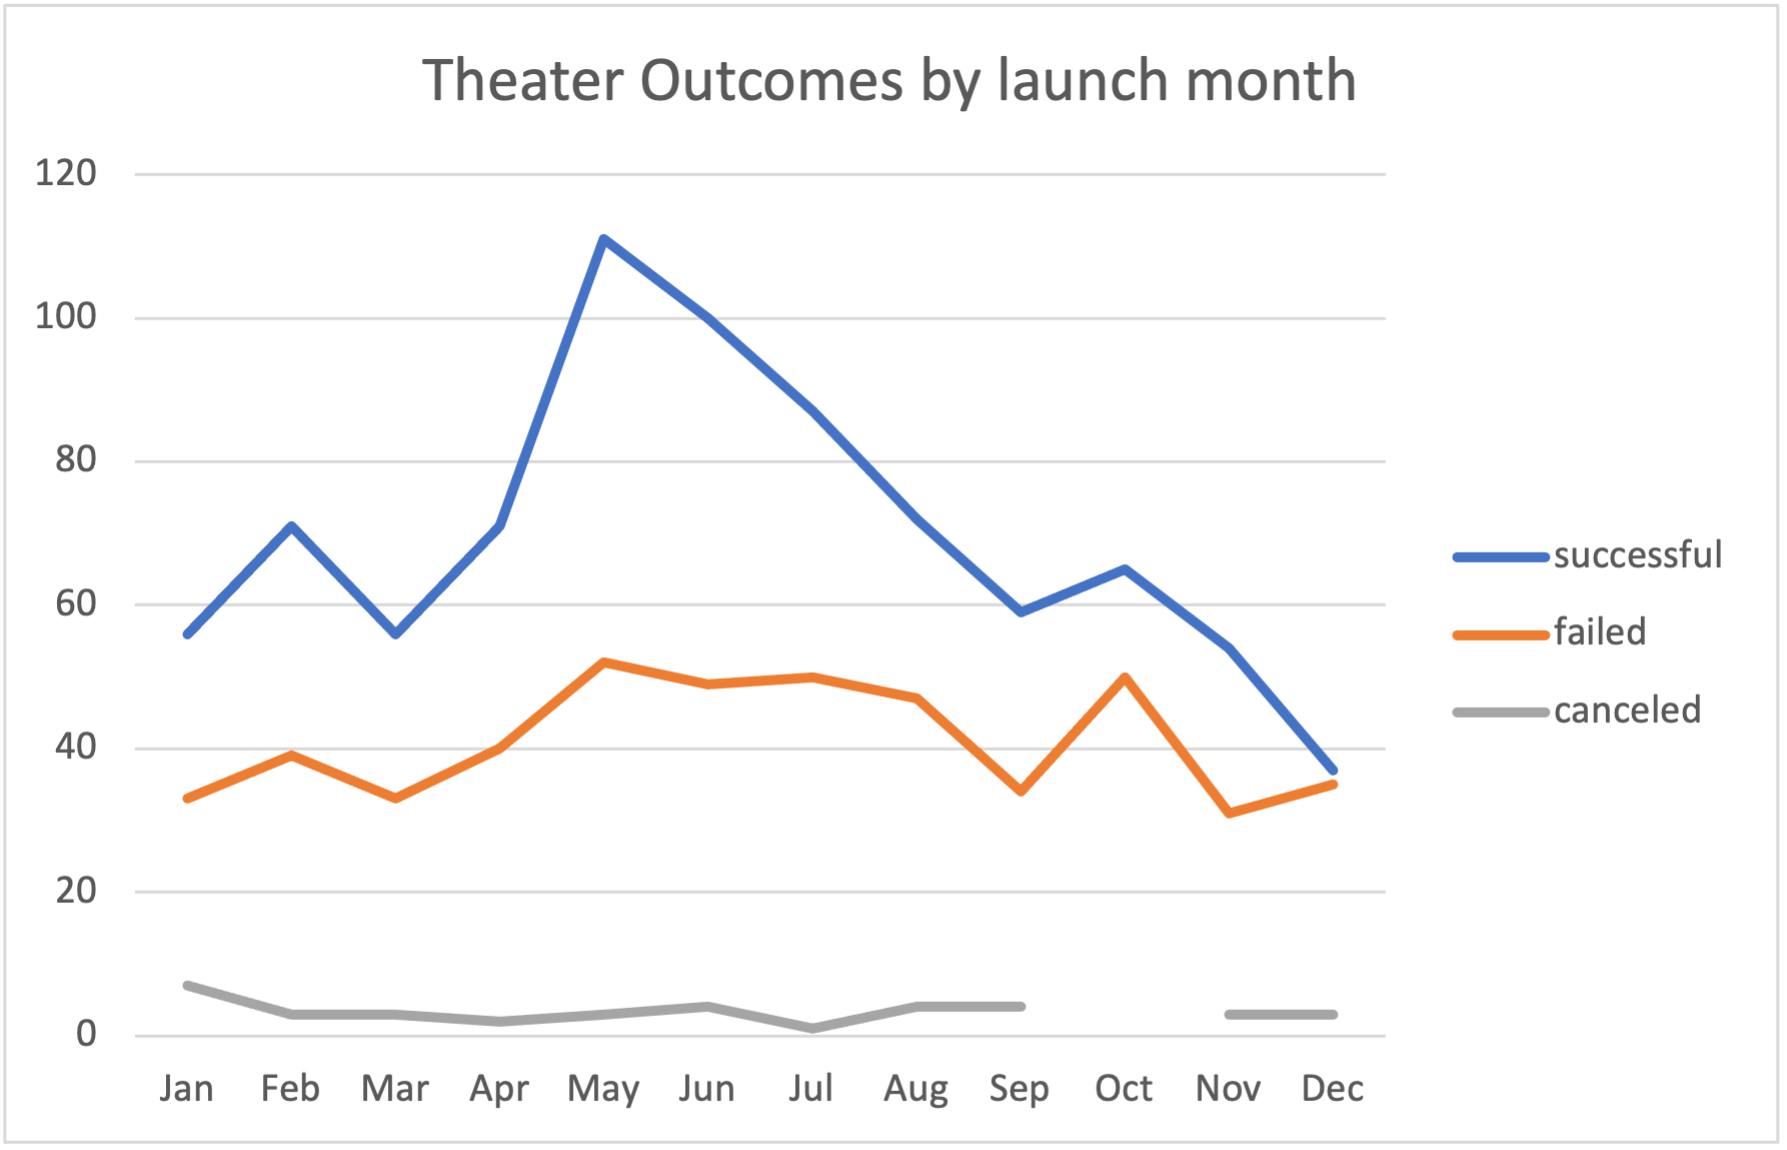 Theater Outcomes by launch month
120
100
80
60
40
20
0
Jan Feb Mar Apr May Jun Jul Aug Sep Oct Nov Dec
successful
failed
canceled